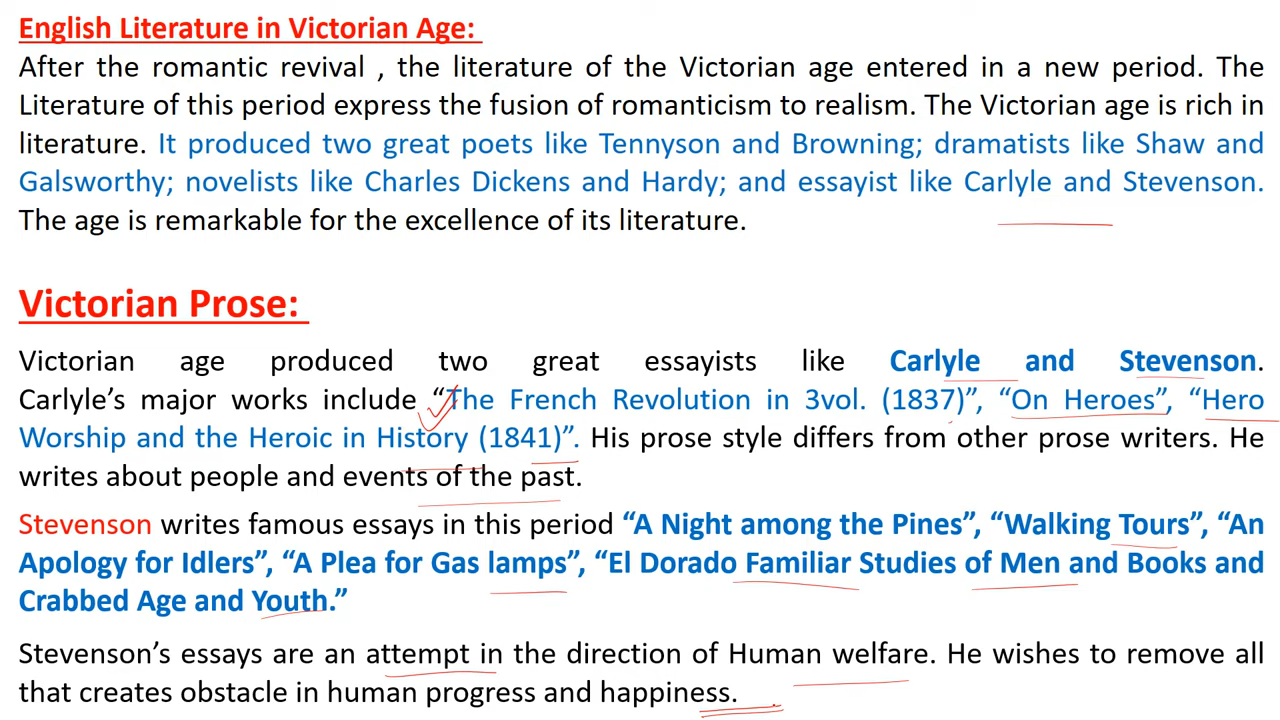 English Literature in Victorian Age:
After the romantic revival , the literature of the Victorian age entered in a new period. The
Literature of this period express the fusion of romanticism to realism. The Victorian age is rich in
literature. It produced two great poets like Tennyson and Browning; dramatists like Shaw and
Galsworthy; novelists like Charles Dickens and Hardy; and essayist like Carlyle and Stevenson.
The age is remarkable for the excellence of its literature.
Victorian Prose:
Victorian age produced two great essayists like Carlyle and Stevenson.
Carlyle’s major works include “The French Revolution in 3vol. (1837)”, “On Heroes”, “Hero
Worship and the Heroic in History (1841)”. His prose style differs from other prose writers. He
writes about people and events of the past.
Stevenson writes famous essays in this period “A Night among the Pines”, “Walking Tours”, “An
Apology for Idlers”, “A Plea for Gas lamps”, “El Dorado Familiar Studies of Men and Books and
Crabbed Age and Youth.”
Stevenson’s essays are an attempt in the direction of Human welfare. He wishes to remove all
that creates obstacle in human progress and happiness.